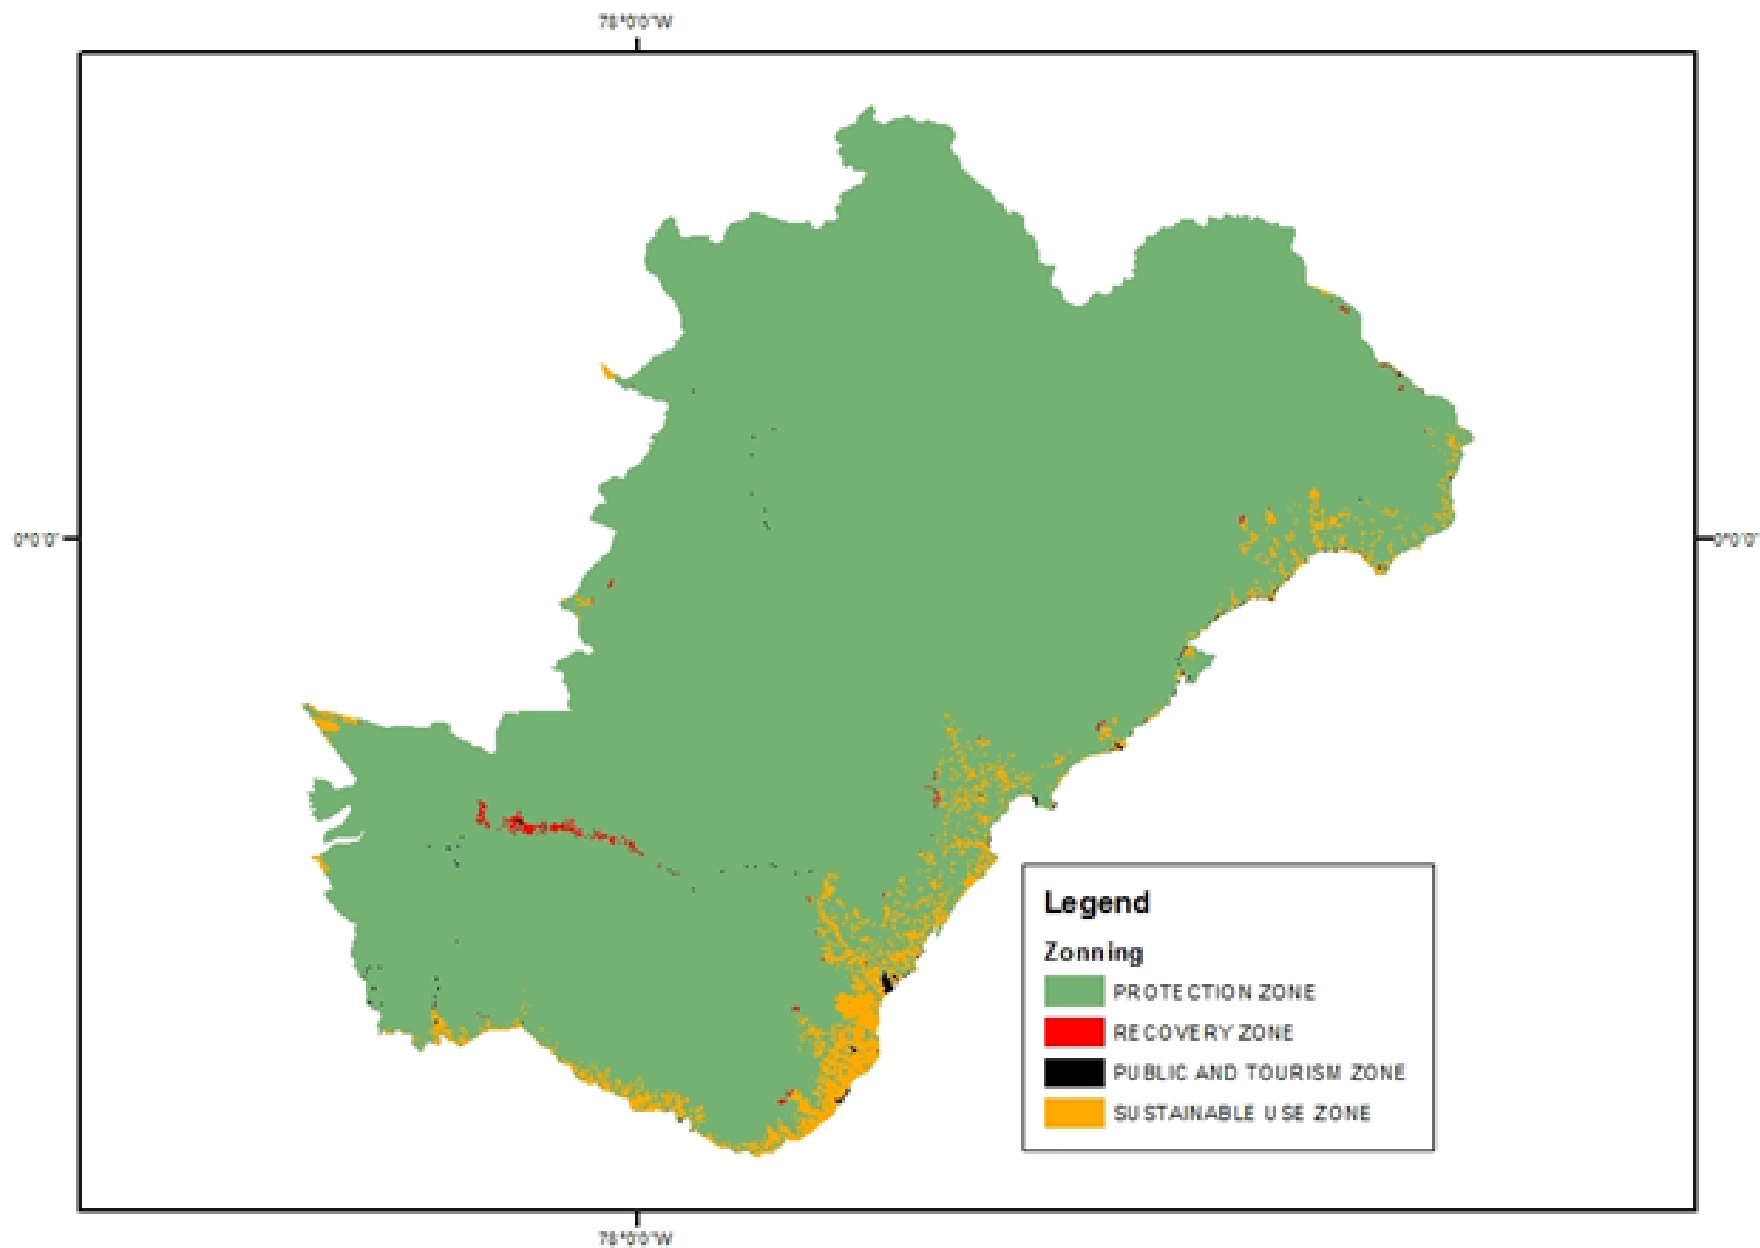 78°0'0"W
0°0'0"
0°0'0"
Legend
Zonning
PROTECTION ZONE
RECOVERY ZONE
PUBLIC AND TOURISM ZONE
SUSTAINABLE USE ZONE
78°0'0"W